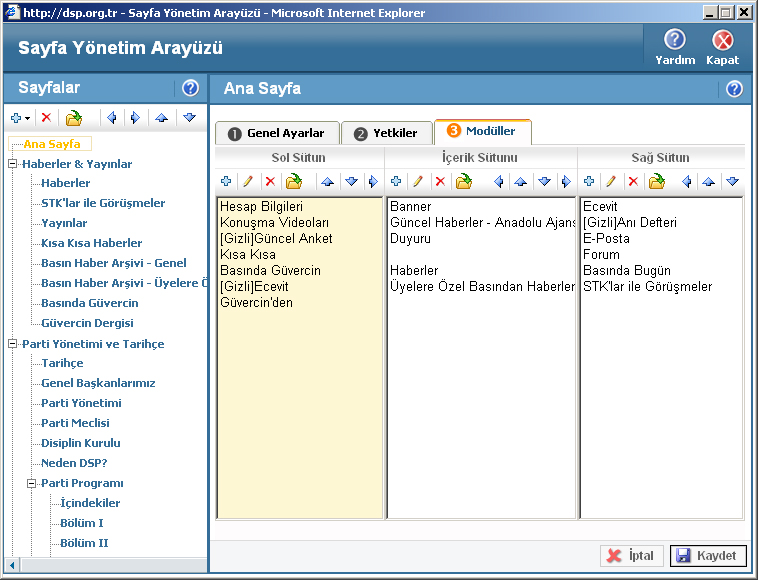 http://dsp.org.tr - Sayfa Yönetim Arayüzü - Microsoft Internet Explorer
Sayfa Yönetim Arayüzü
Yardım
Kapat
Sayfalar
Ana Sayfa
Haberler & Yayınlar
Haberler
STK'lar ile Görüşmeler
Yayınlar
Kısa Kısa Haberler
Basın Haber Arşivi - Genel
Basın Haber Arşivi - Üyelere Ö
Basında Güvercin
Güvercin Dergisi
Parti Yönetimi ve Tarihçe
Tarihçe
Genel Başkanlarımız
Parti Yönetimi
Parti Meclisi
Disiplin Kurulu
Neden DSP?
Parti Programı
İçindekiler
Bölüm I
Bölüm II
Ana Sayfa
1 Genel Ayarlar
2 Yetkiler
3 Modüller
Sol Sütun
Hesap Bilgileri
Konuşma Videoları
[Gizli]Güncel Anket
Kısa Kısa
Basında Güvercin
[Gizli]Ecevit
Güvercin'den
İçerik Sütunu
Banner
Güncel Haberler - Anadolu Ajans
Duyuru
Haberler
Üyelere Özel Basından Haberler
Sağ Sütun
Ecevit
[Gizli]Anı Defteri
E-Posta
Forum
Basında Bugün
STK'lar ile Görüşmeler
İptal
Kaydet